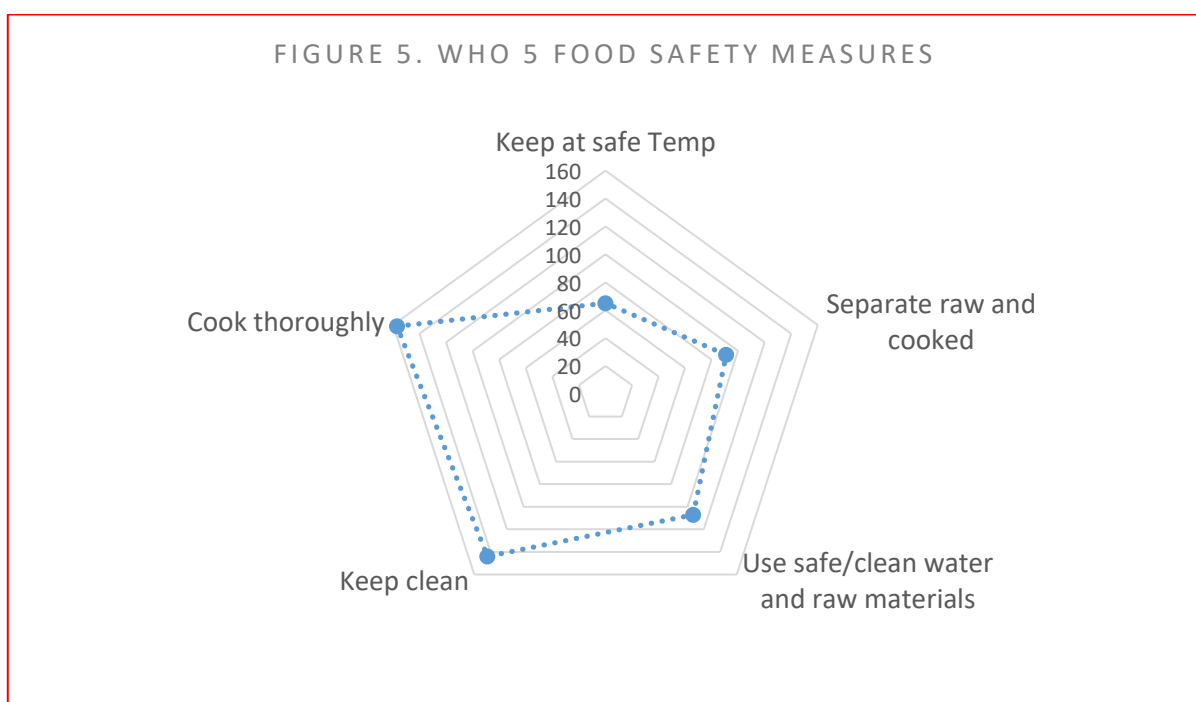 FIGURE 5. WHO 5 FOOD SAFETY MEASURES
Keep at safe Temp
160
140
120
100
80
60
40
20
0
Separate raw and
cooked
Use safe/clean water
and raw materials
Keep clean
Cook thoroughly